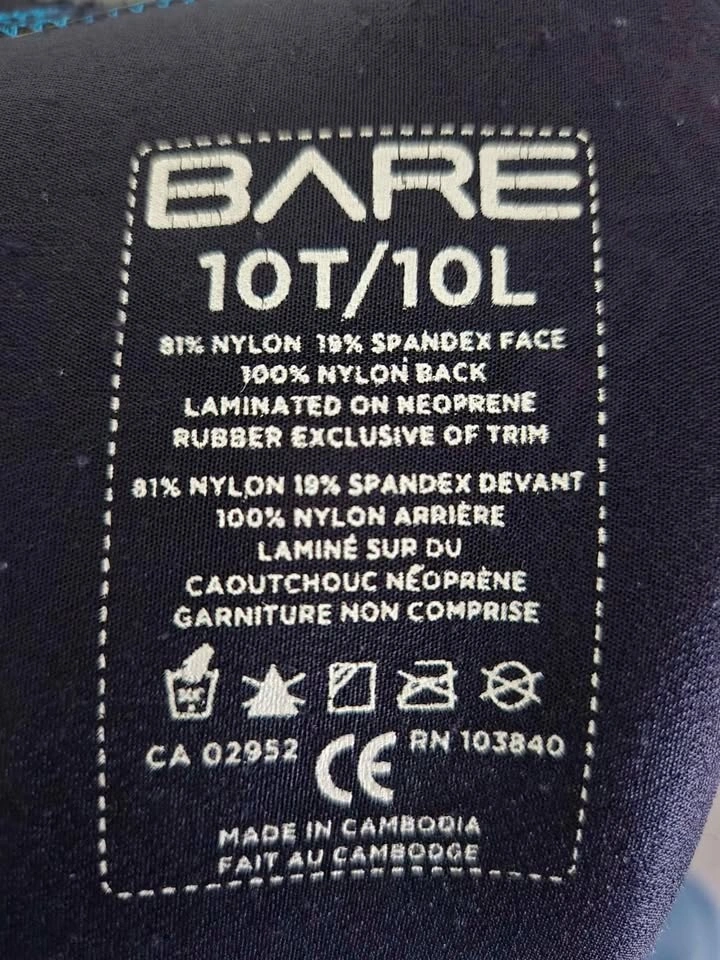 BARE
10T/10L
81% NYLON 19% SPANDEX FACE
100% NYLON BACK
LAMINATED ON NEOPRENE
RUBBER EXCLUSIVE OF TRIM
81% NYLON 19% SPANDEX DEVANT
100% NYLON ARRIÈRE
LAMINÉ SUR DU
CAOUTCHOUC NÉOPRÈNE
GARNITURE NON COMPRISE
CA 02952 CE RN 103840
MADE IN CAMBODIA
FAIT AU CAMBODGE